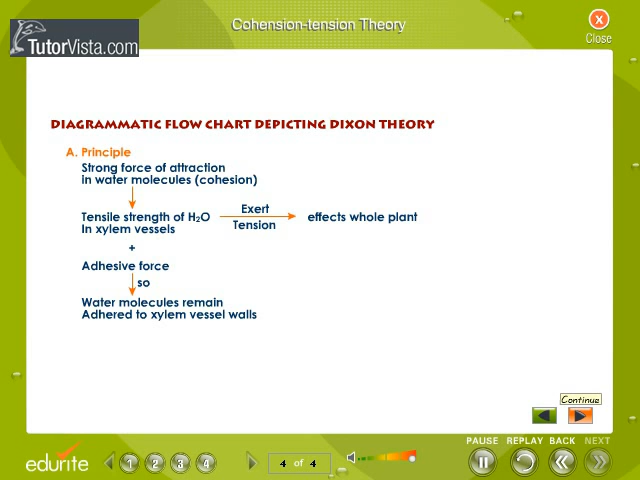 Cohension-tension Theory
x
Close
TutorVista.com
DIAGRAMMATIC FLOW CHART DEPICTING DIXON THEORY
A. Principle
Strong force of attraction
in water molecules (cohesion)
Tensile strength of H₂O
In xylem vessels
Exert
Tension
effects whole plant
+
Adhesive force
so
Water molecules remain
Adhered to xylem vessel walls
Continue
PAUSE REPLAY BACK NEXT
edurite
1 2 3 4
4 of 4